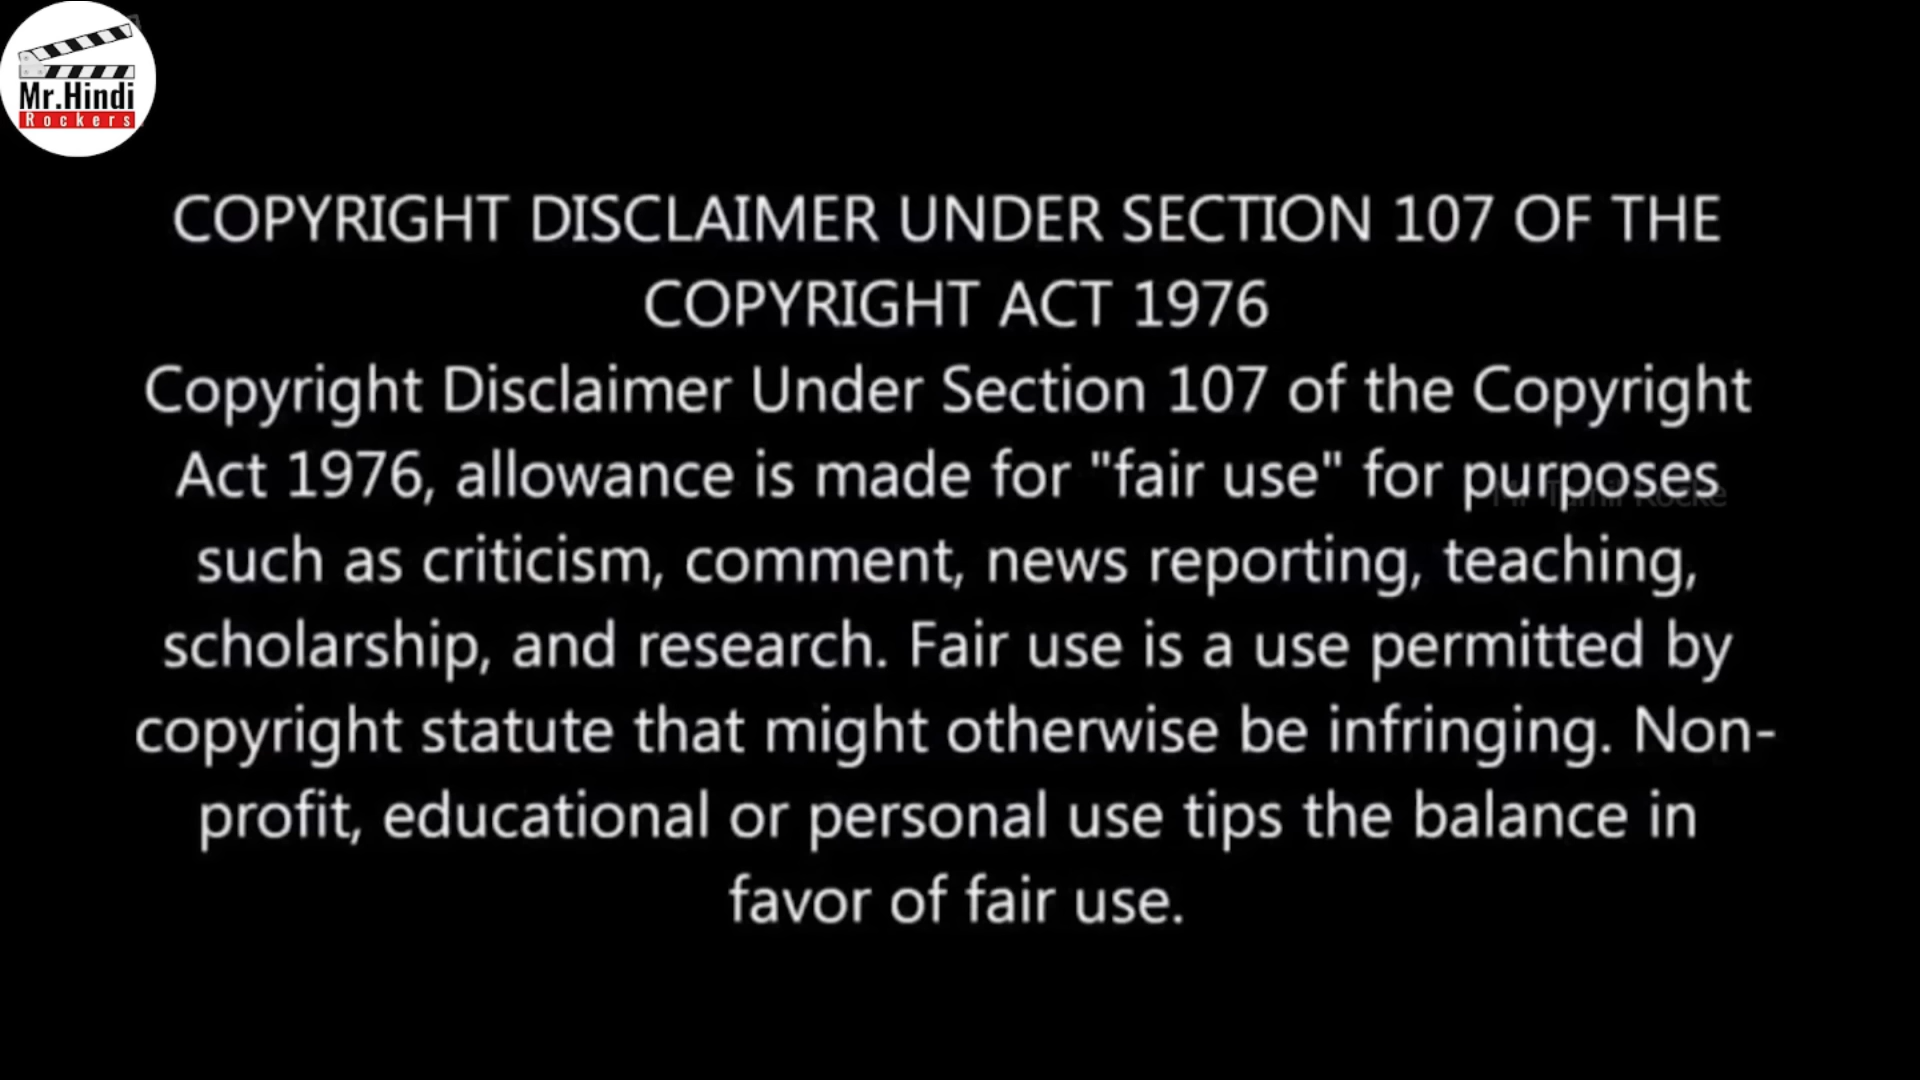 Mr.Hindi
Rockers
COPYRIGHT DISCLAIMER UNDER SECTION 107 OF THE
COPYRIGHT ACT 1976
Copyright Disclaimer Under Section 107 of the Copyright
Act 1976, allowance is made for "fair use" for purposes
such as criticism, comment, news reporting, teaching,
scholarship, and research. Fair use is a use permitted by
copyright statute that might otherwise be infringing. Non-
profit, educational or personal use tips the balance in
favor of fair use.